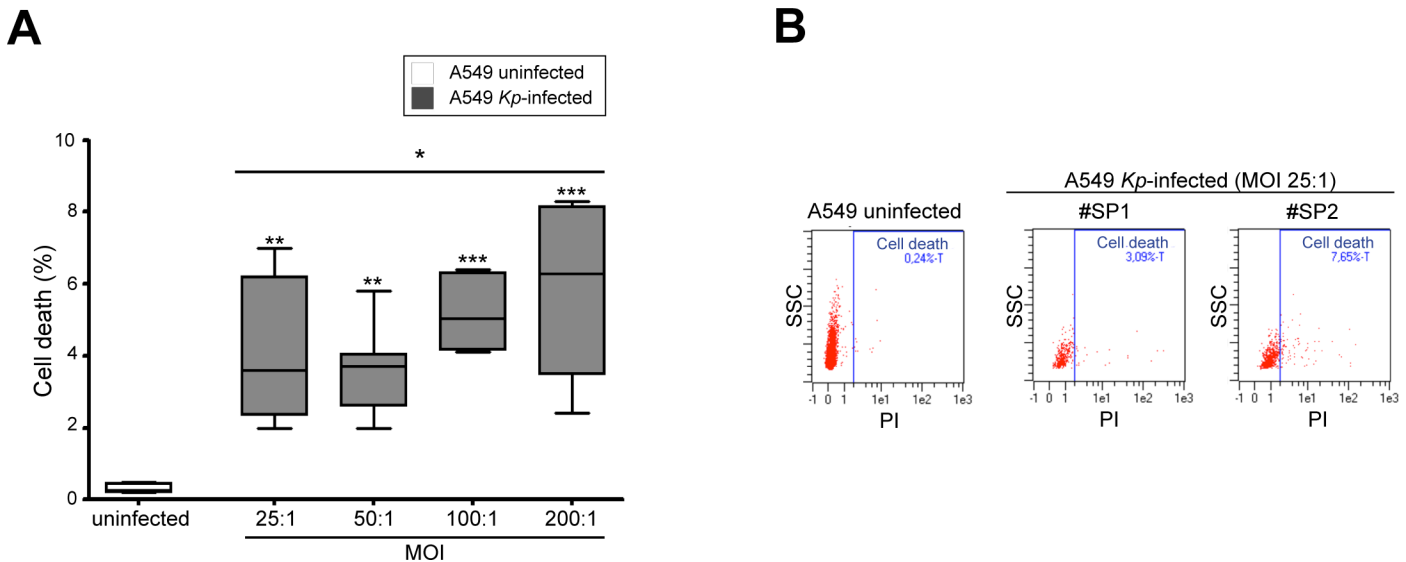 A
A549 uninfected
A549 Kp-infected
Cell death (%)
10
8
6
4
2
0
*
**
**
***
***
uninfected
25:1
50:1
100:1
200:1
MOI
B
A549 Kp-infected (MOI 25:1)
A549 uninfected
#SP1
#SP2
Cell death
0,24%-T
Cell death
3,09%-T
Cell death
7,65%-T
SSC
SSC
SSC
-1 0 1 1e1 1e2 1e3
-1 0 1 1e1 1e2 1e3
-1 0 1 1e1 1e2 1e3
PI
PI
PI